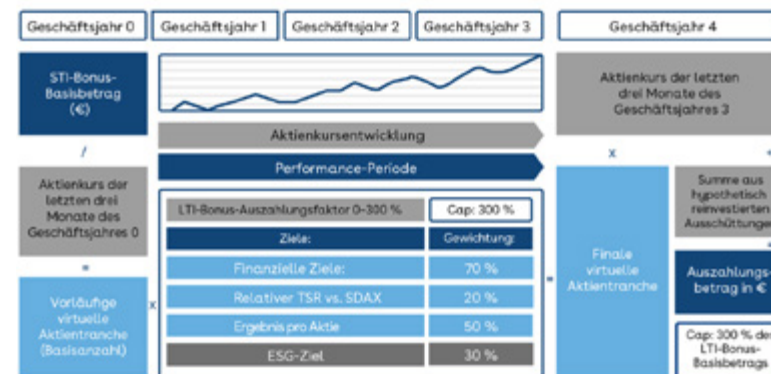 Geschäftsjahr 0
Geschäftsjahr 1
Geschäftsjahr 2
Geschäftsjahr 3
Geschäftsjahr 4
STI-Bonus-
Basisbetrag
(€)
/
Aktienkurs der
letzten drei
Monate des
Geschäftsjahres 0
=
Vorläufige
virtuelle
Aktientranche
(Basisanzahl)
x
Aktienkursentwicklung
Performance-Periode
LTI-Bonus-Auszahlungsfaktor 0-300 %
Cap: 300 %
Ziele:
Gewichtung:
Finanzielle Ziele:
70 %
Relativer TSR vs. SDAX
20 %
Ergebnis pro Aktie
50 %
ESG-Ziel
30 %
=
Aktienkurs der letzten
drei Monate des
Geschäftsjahres 3
x
Finale
virtuelle
Aktientranche
Summe aus
hypothetisch
reinvestierten
Ausschüttunge
Auszahlungs-
betrag in €
Cap: 300 % de
LTI-Bonus-
Basisbetrags